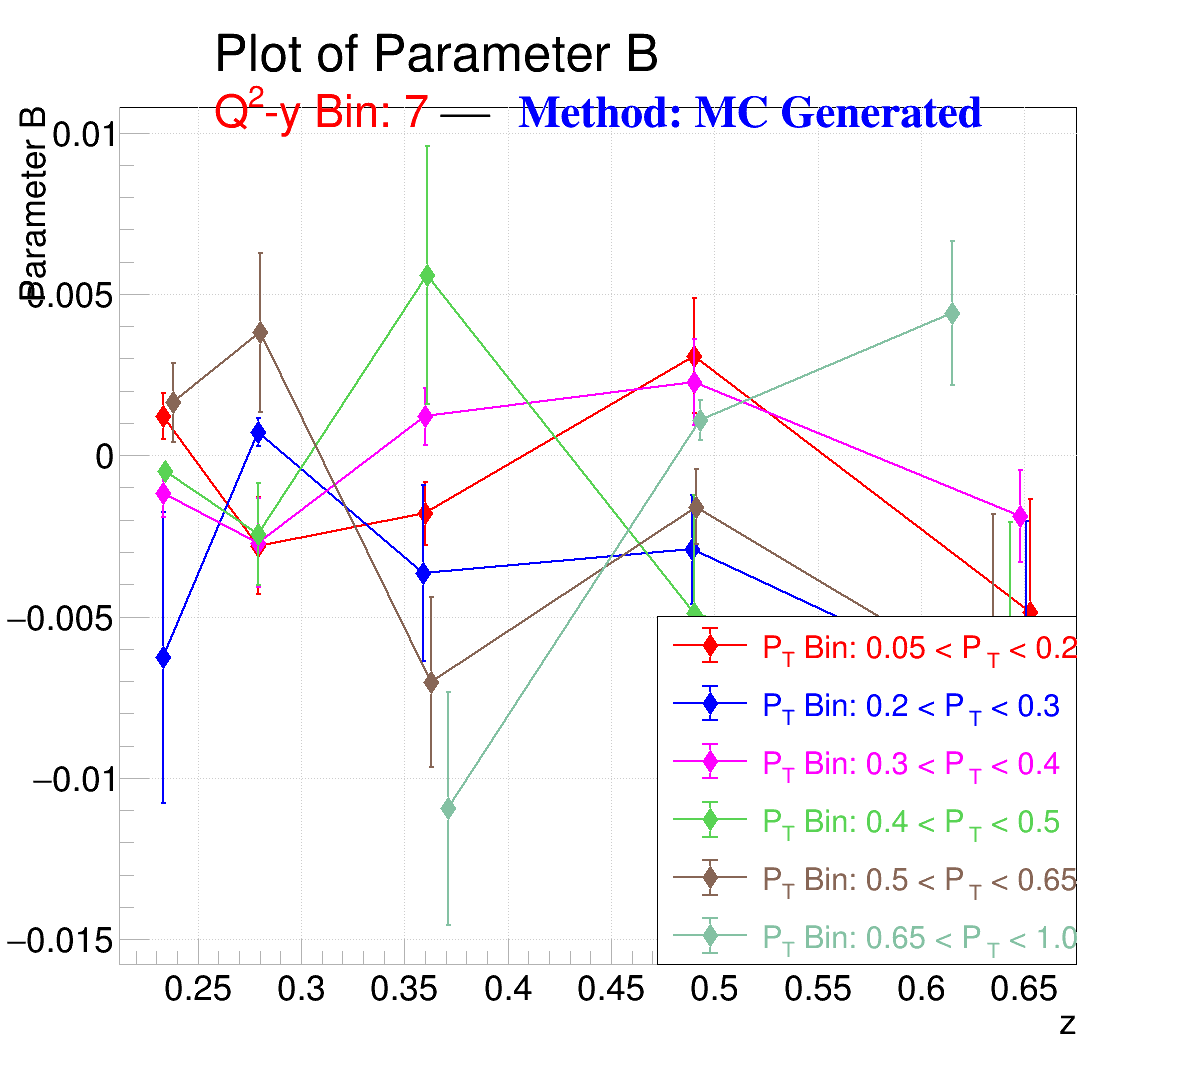 Plot of Parameter B
Q²-y Bin: 7 — Method: MC Generated
Parameter B
0.01
0.005
0
−0.005
−0.01
−0.015
P_T Bin: 0.05 < P_T < 0.2
P_T Bin: 0.2 < P_T < 0.3
P_T Bin: 0.3 < P_T < 0.4
P_T Bin: 0.4 < P_T < 0.5
P_T Bin: 0.5 < P_T < 0.65
P_T Bin: 0.65 < P_T < 1.0
0.25 0.3 0.35 0.4 0.45 0.5 0.55 0.6 0.65
z